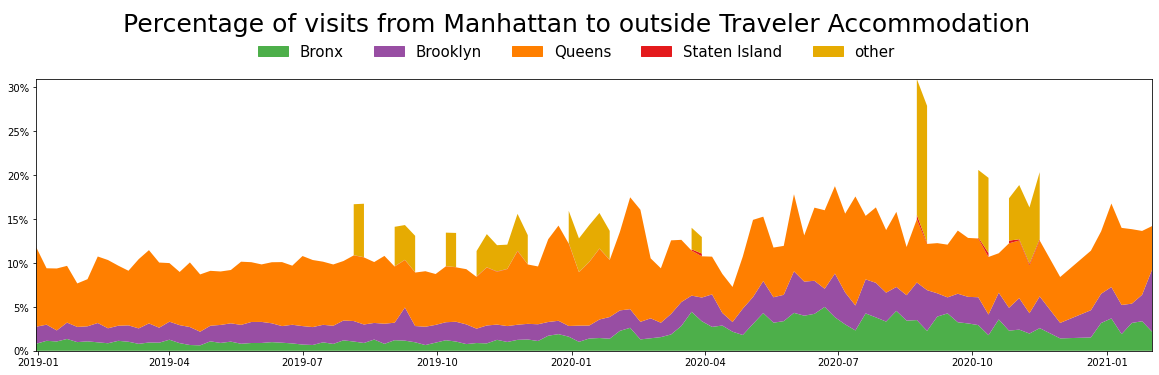 Percentage of visits from Manhattan to outside Traveler Accommodation
Bronx Brooklyn Queens Staten Island other
30%
25%
20%
15%
10%
5%
0%
2019-01 2019-04 2019-07 2019-10 2020-01 2020-04 2020-07 2020-10 2021-01